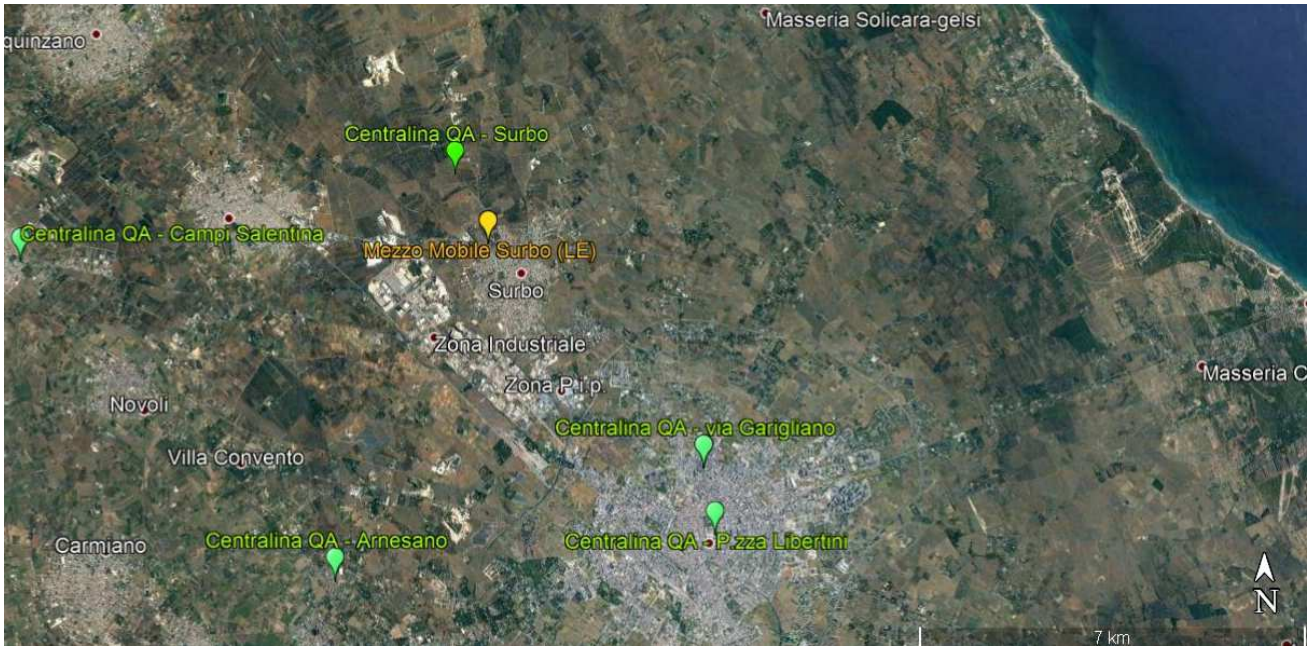 Masseria Solicara-gelsi
quinzano
Centralina QA - Surbo
Centralina QA - Campi Salentina
Mezzo Mobile Surbo (LE)
Surbo
Zona Industriale
Masseria C
Zona P.i.p.
Novoli
Centralina QA - via Garigliano
Villa Convento
Centralina QA - Arnesano
Centralina QA - P.zza Libertini
Carmiano
N
7 km